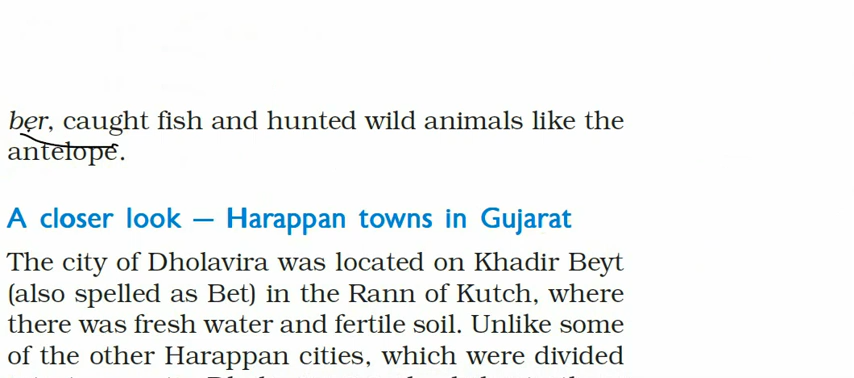 ber, caught fish and hunted wild animals like the
antelope.
A closer look — Harappan towns in Gujarat
The city of Dholavira was located on Khadir Beyt
(also spelled as Bet) in the Rann of Kutch, where
there was fresh water and fertile soil. Unlike some
of the other Harappan cities, which were divided